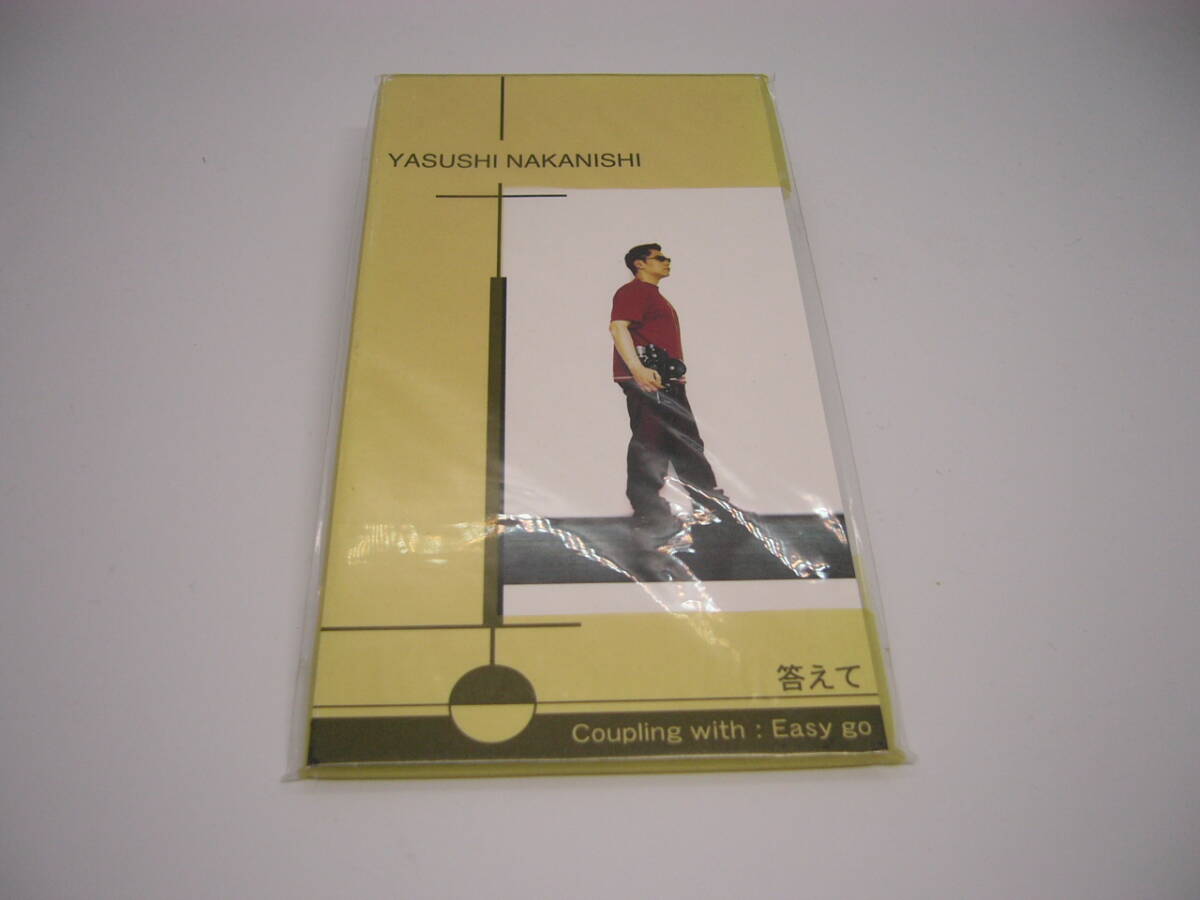 YASUSHI NAKANISHI
答えて
Coupling with : Easy go